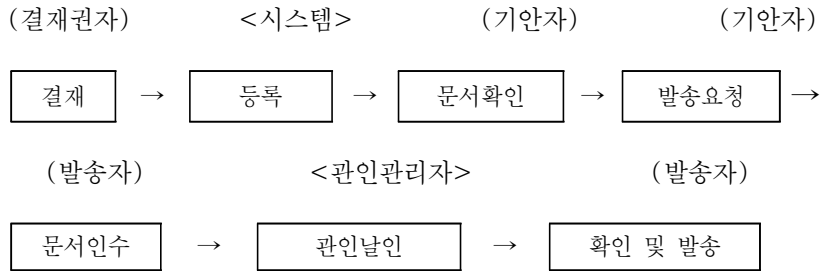 (결재권자) <시스템> (기안자) (기안자)
결재 → 등록 → 문서확인 → 발송요청 →
(발송자) <관인관리자> (발송자)
문서인수 → 관인날인 → 확인 및 발송